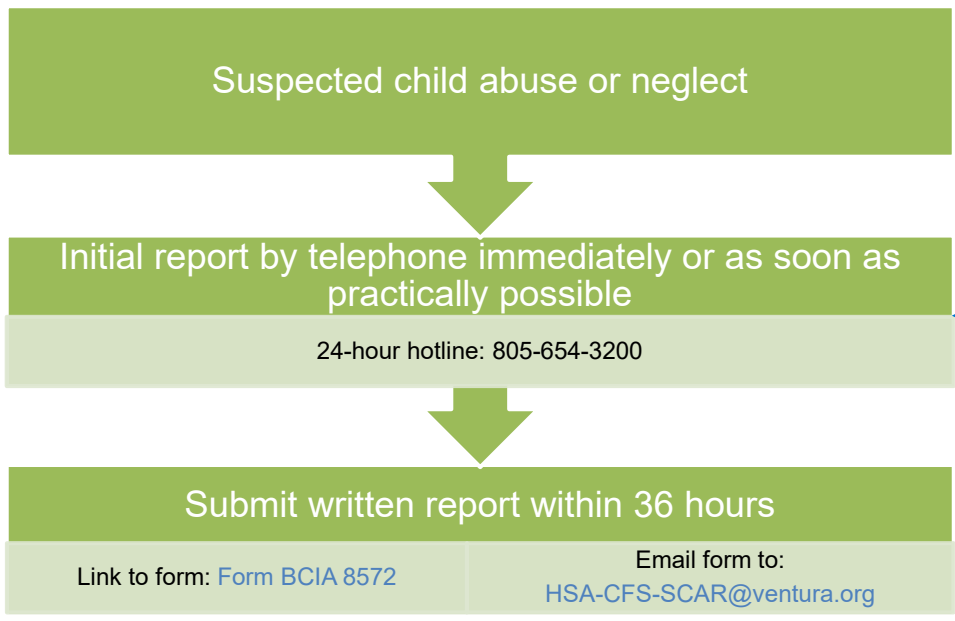 Suspected child abuse or neglect
Initial report by telephone immediately or as soon as
practically possible
24-hour hotline: 805-654-3200
Submit written report within 36 hours
Link to form: Form BCIA 8572
Email form to:
HSA-CFS-SCAR@ventura.org